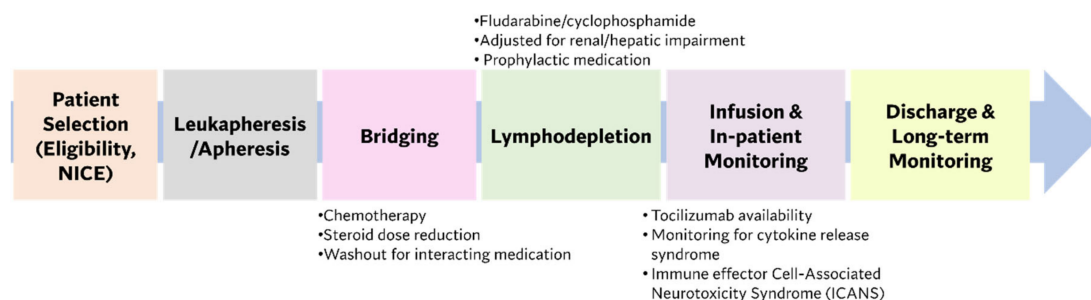 •Fludarabine/cyclophosphamide
•Adjusted for renal/hepatic impairment
• Prophylactic medication
Patient
Selection
(Eligibility,
NICE)
Leukapheresis
/Apheresis
Bridging
Lymphodepletion
Infusion &
In-patient
Monitoring
Discharge &
Long-term
Monitoring
•Chemotherapy
•Steroid dose reduction
•Washout for interacting medication
• Tocilizumab availability
• Monitoring for cytokine release
syndrome
• Immune effector Cell-Associated
Neurotoxicity Syndrome (ICANS)